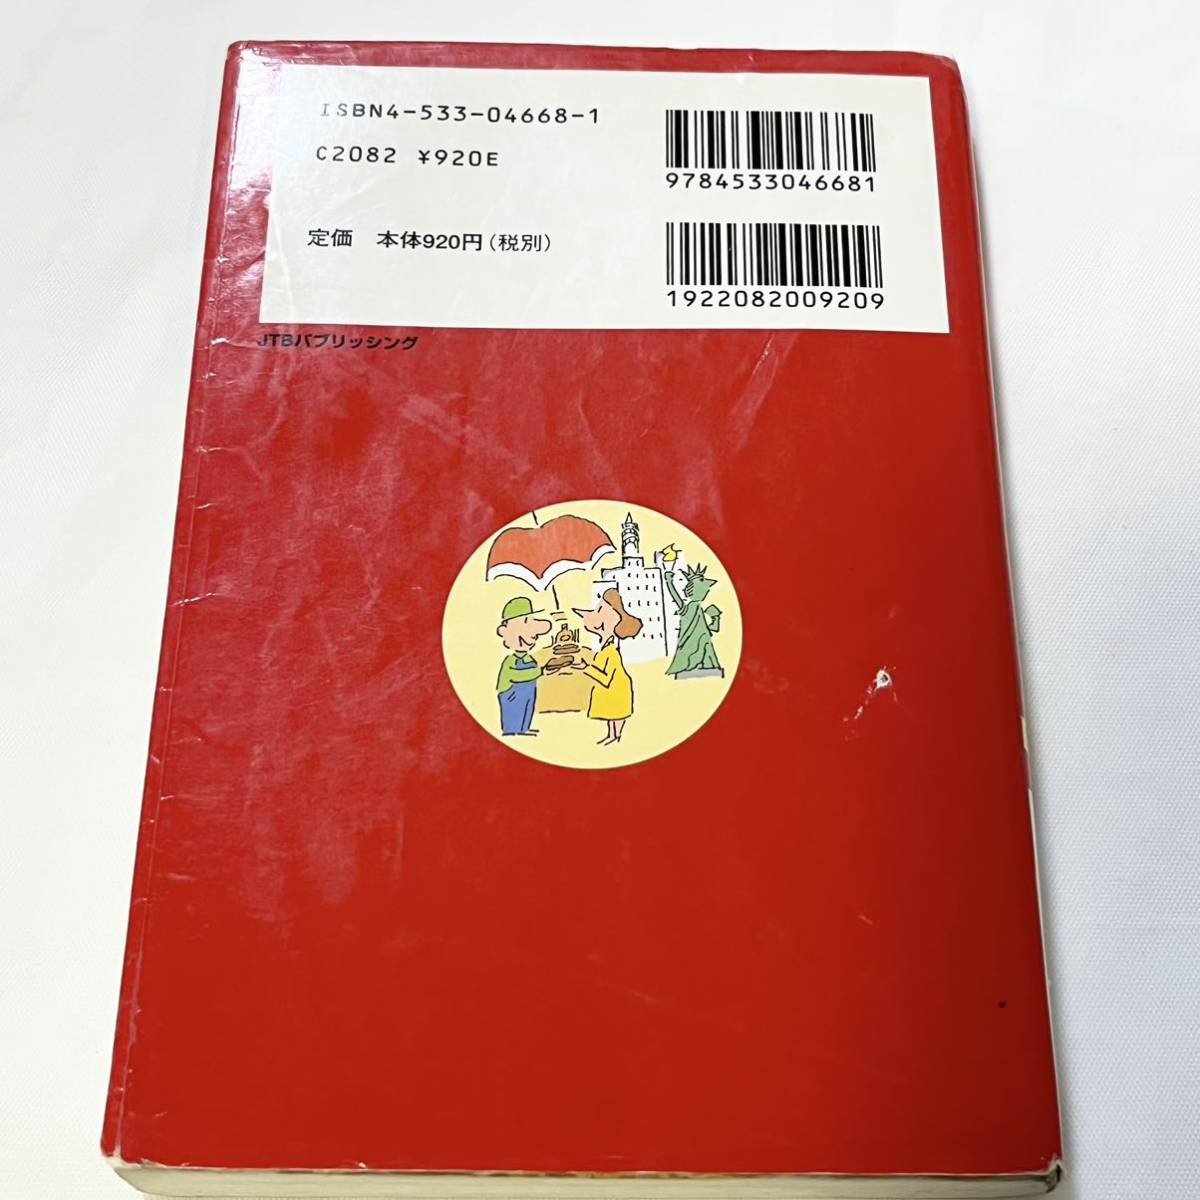 ISBN4-533-04668-1
C2082 ¥920E
定価 本体920円(税別)
9784533046681
1922082009209
JTBパブリッシング